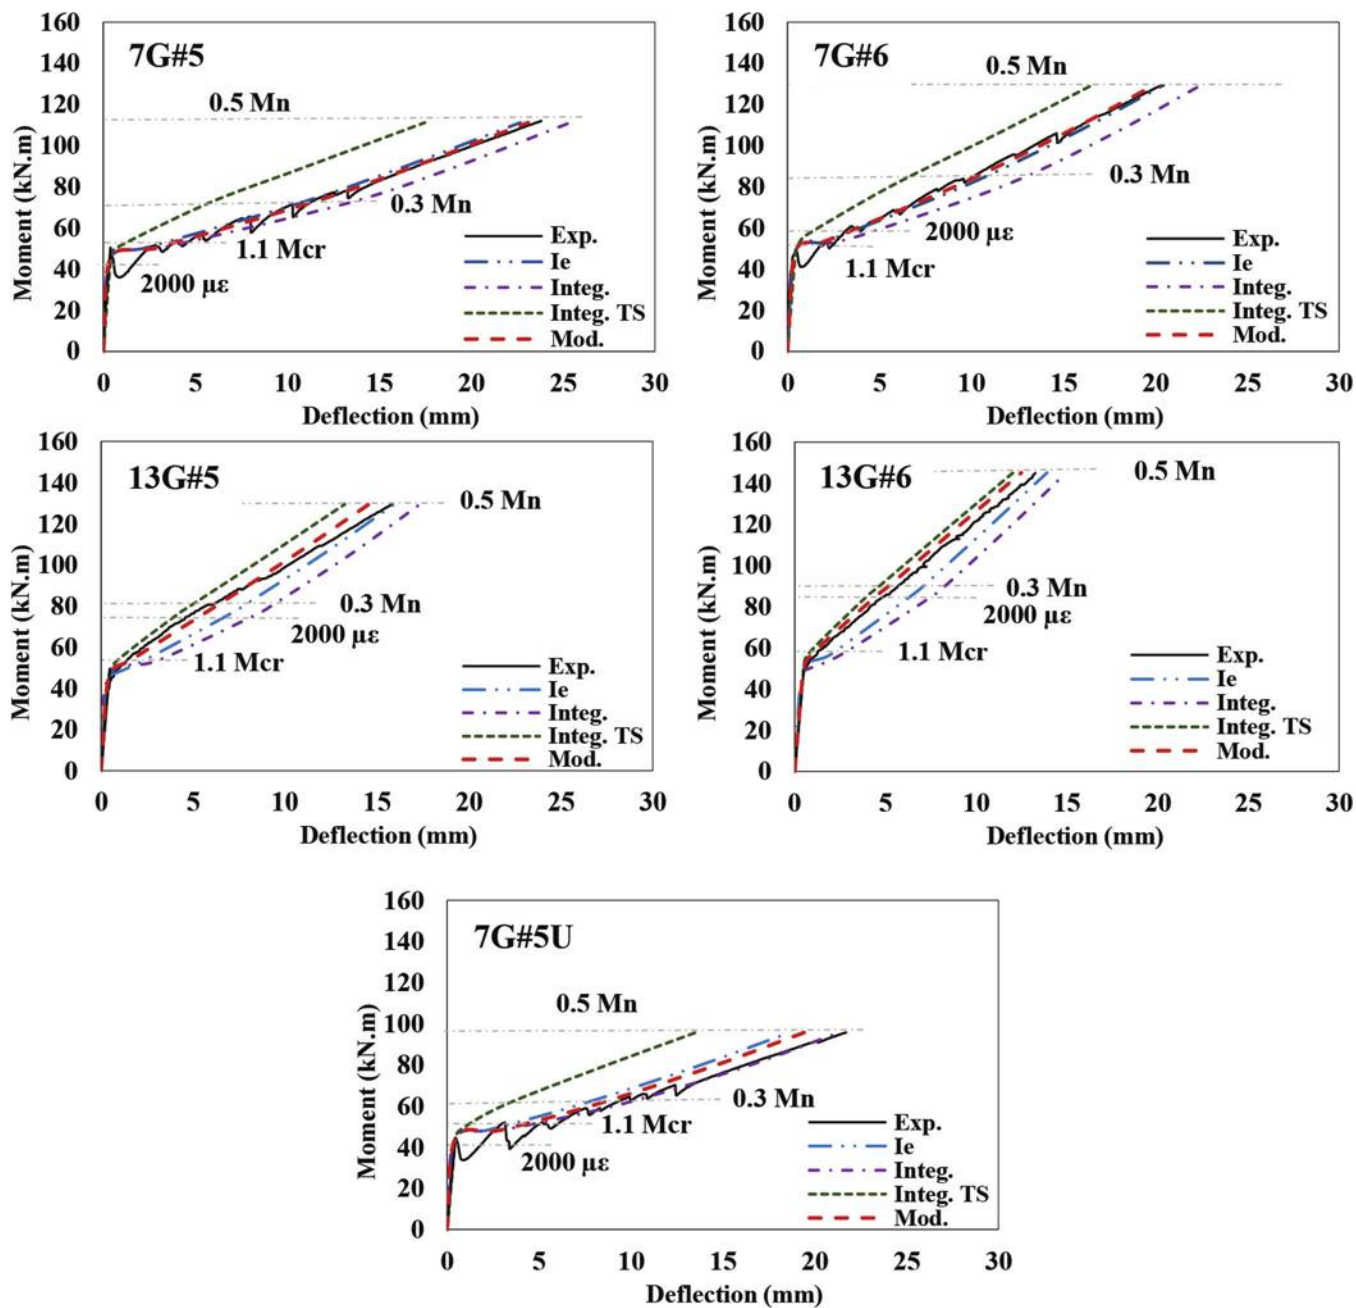 7G#5
Moment (kN.m)
160
140
120
100
80
60
40
20
0
0.5 Mn
0.3 Mn
1.1 Mcr
2000 µε
Exp.
Ie
Integ.
Integ. TS
Mod.
0 5 10 15 20 25 30
Deflection (mm)
7G#6
Moment (kN.m)
160
140
120
100
80
60
40
20
0
0.5 Mn
0.3 Mn
2000 µε
1.1 Mcr
Exp.
Ie
Integ.
Integ. TS
Mod.
0 5 10 15 20 25 30
Deflection (mm)
13G#5
Moment (kN.m)
160
140
120
100
80
60
40
20
0
0.5 Mn
0.3 Mn
2000 µε
1.1 Mcr
Exp.
Ie
Integ.
Integ. TS
Mod.
0 5 10 15 20 25 30
Deflection (mm)
13G#6
Moment (kN.m)
160
140
120
100
80
60
40
20
0
0.5 Mn
0.3 Mn
2000 µε
1.1 Mcr
Exp.
Ie
Integ.
Integ. TS
Mod.
0 5 10 15 20 25 30
Deflection (mm)
7G#5U
Moment (kN.m)
160
140
120
100
80
60
40
20
0
0.5 Mn
0.3 Mn
1.1 Mcr
2000 µε
Exp.
Ie
Integ.
Integ. TS
Mod.
0 5 10 15 20 25 30
Deflection (mm)